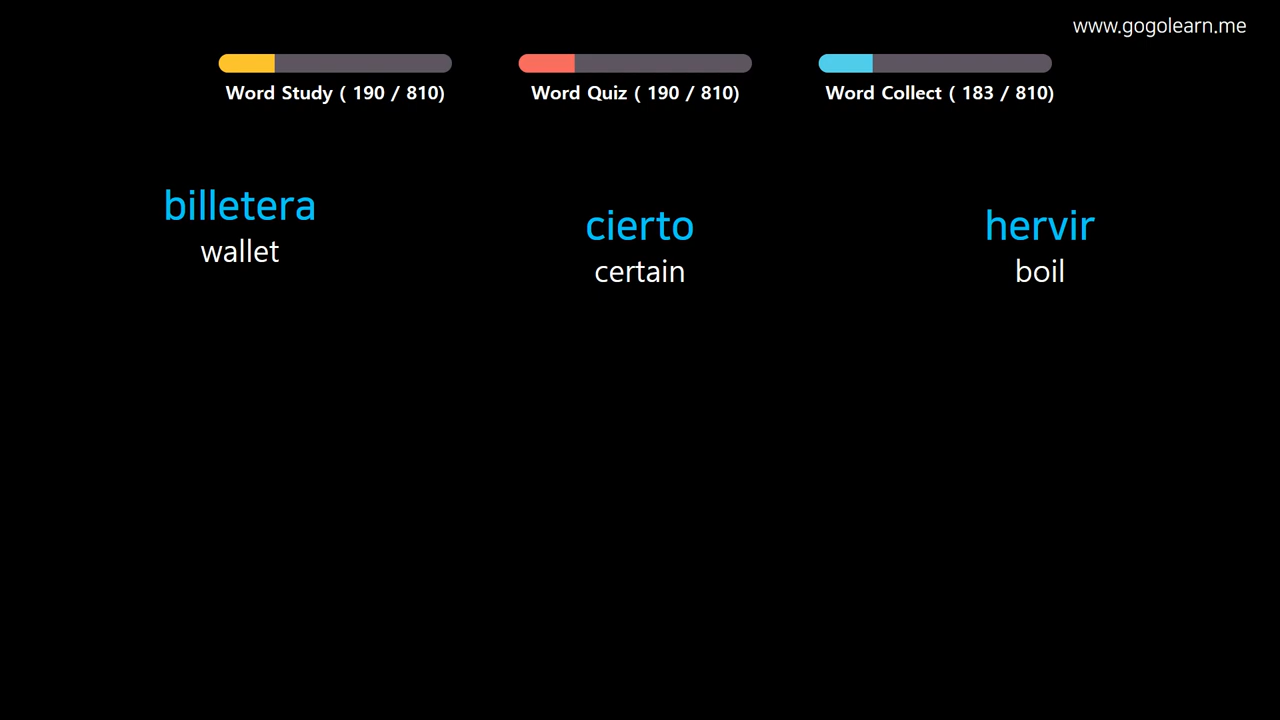 www.gogolearn.me
Word Study ( 190 / 810)
Word Quiz ( 190 / 810)
Word Collect ( 183 / 810)
billetera
wallet
cierto
certain
hervir
boil